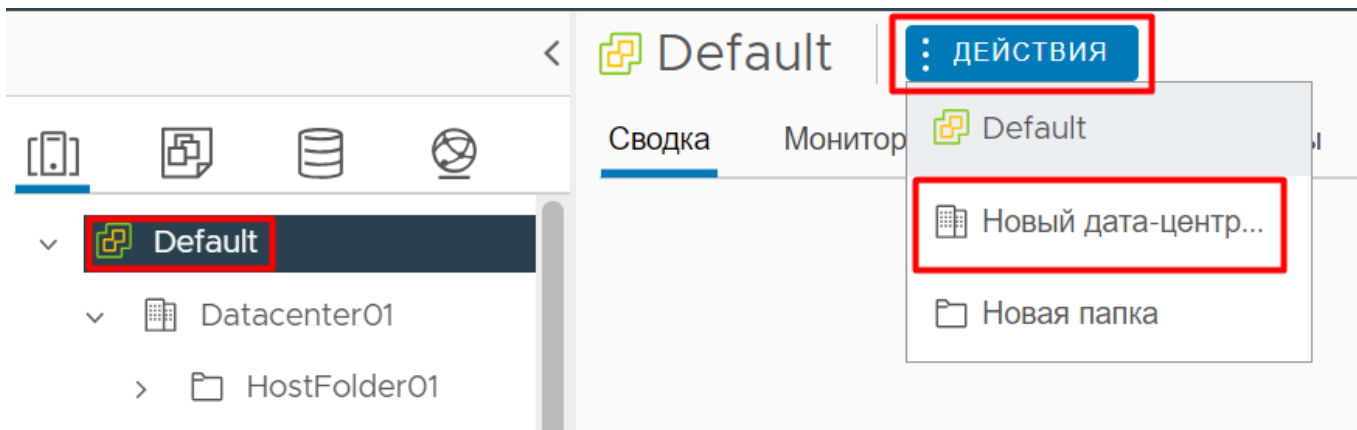 Default
ДЕЙСТВИЯ
Сводка
Монитор
Default
Новый дата-центр...
Новая папка
Default
Datacenter01
HostFolder01